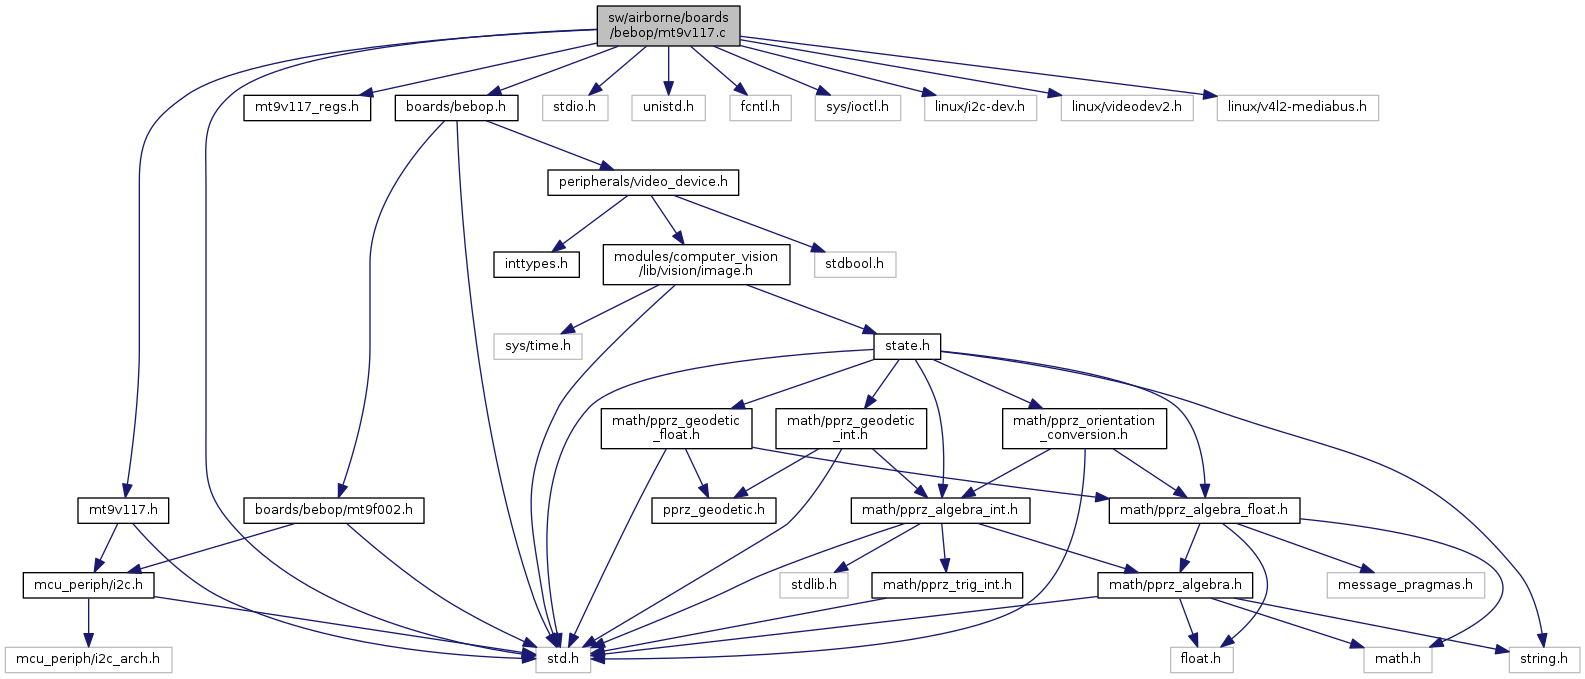 sw/airborne/boards
/bebop/mt9v117.c
mt9v117_regs.h
boards/bebop.h
stdio.h
unistd.h
fcntl.h
sys/ioctl.h
linux/i2c-dev.h
linux/videodev2.h
linux/v4l2-mediabus.h
peripherals/video_device.h
inttypes.h
modules/computer_vision
/lib/vision/image.h
stdbool.h
sys/time.h
state.h
math/pprz_geodetic
_float.h
math/pprz_geodetic
_int.h
math/pprz_orientation
_conversion.h
mt9v117.h
boards/bebop/mt9f002.h
pprz_geodetic.h
math/pprz_algebra_int.h
math/pprz_algebra_float.h
mcu_periph/i2c.h
stdlib.h
math/pprz_trig_int.h
math/pprz_algebra.h
message_pragmas.h
mcu_periph/i2c_arch.h
std.h
float.h
math.h
string.h